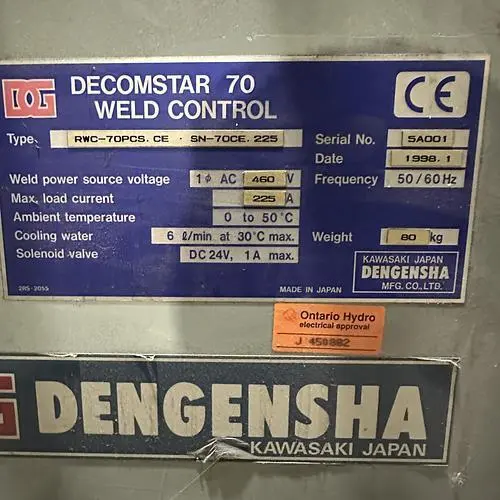 DG DECOMSTAR 70
WELD CONTROL
CE
Type RWC-70PCS.CE · SN-70CE.225
Serial No. 5A001
Date 1998.1
Weld power source voltage 1ø AC 460 V
Frequency 50/60Hz
Max. load current 225 A
Ambient temperature 0 to 50°C
Cooling water 6 ℓ/min at 30°C max.
Weight 80 kg
Solenoid valve DC 24V, 1A max.
KAWASAKI JAPAN
DENGENSHA
MFG. CO., LTD.
2RS-2055
MADE IN JAPAN
Ontario Hydro
electrical approval
J 450882
DENGENSHA
KAWASAKI JAPAN